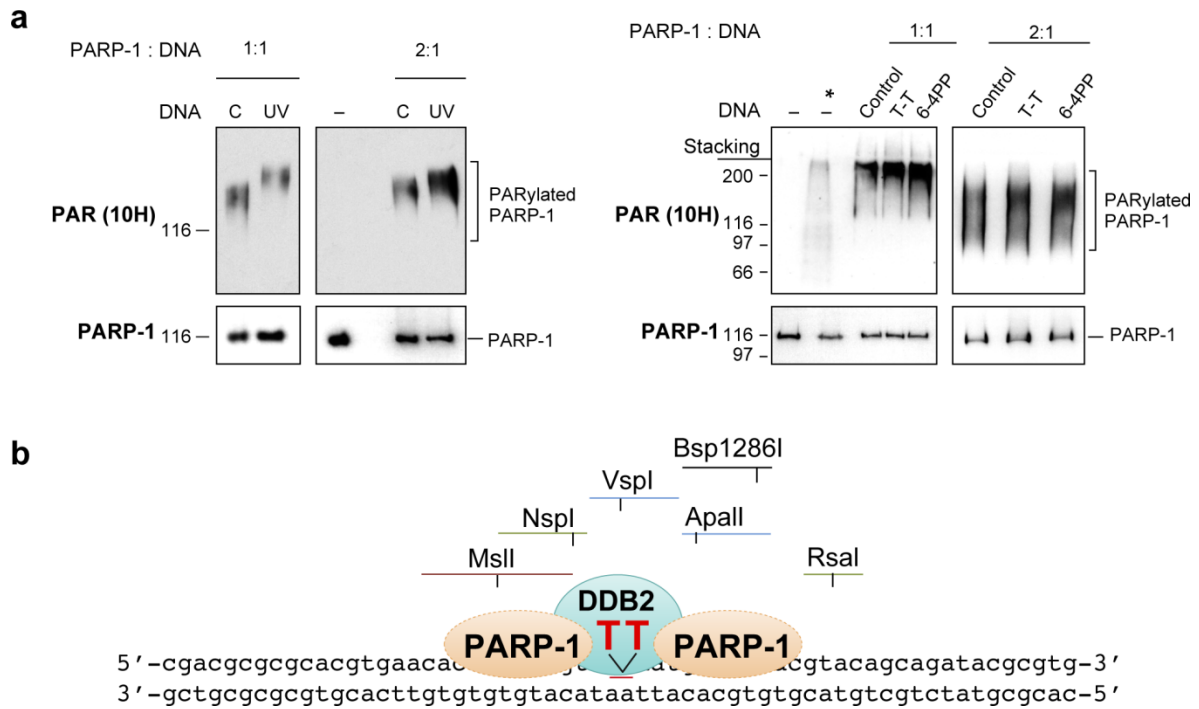 a
PARP-1 : DNA
1:1
2:1
DNA
C
UV
–
C
UV
PAR (10H)
116
PARylated
PARP-1
PARP-1
116
PARP-1
PARP-1 : DNA
1:1
2:1
DNA
–
*
–
Control
T-T
6-4PP
Control
T-T
6-4PP
Stacking
200
PAR (10H)
116
97
66
PARylated
PARP-1
PARP-1
116
97
PARP-1
b
Bsp1286I
VspI
NspI
ApaII
MslI
RsaI
DDB2
TT
PARP-1
PARP-1
5′-cgacgcgcgcacgtgaacac acgtacagcagatacgcgtg-3′
3′-gctgcgcgcgtgcacttgtgtgtgtacataattacacgtgtgcatgtcgtctatgcgcac-5′